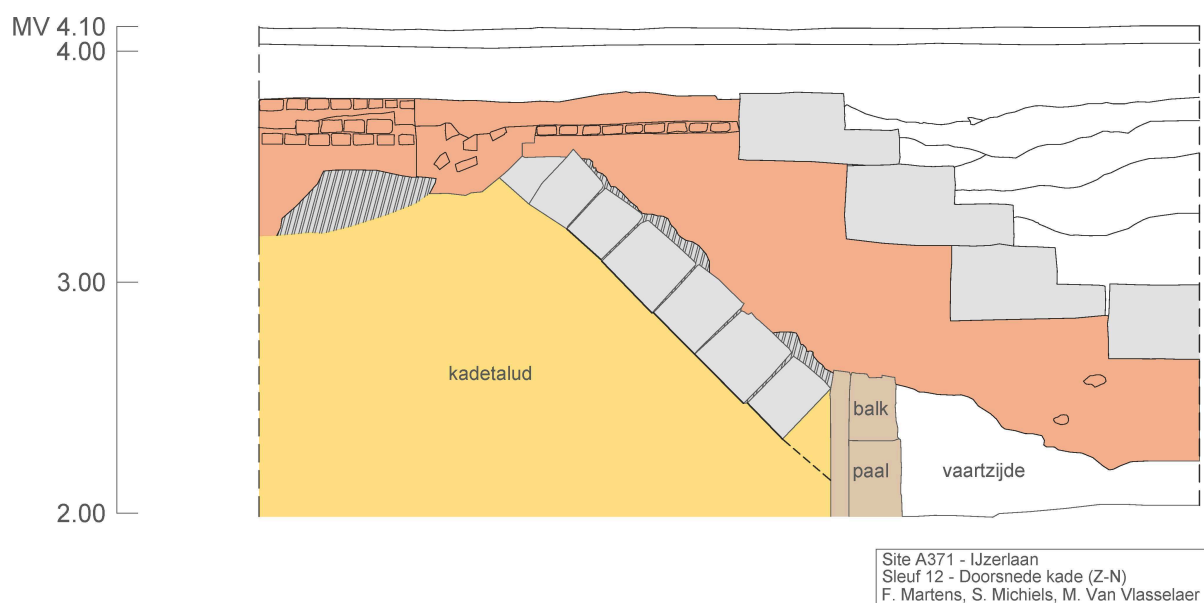 MV 4.10
4.00
3.00
kadetalud
balk
paal
vaartzijde
2.00
Site A371 - IJzerlaan
Sleuf 12 - Doorsnede kade (Z-N)
F. Martens, S. Michiels, M. Van Vlasselaer